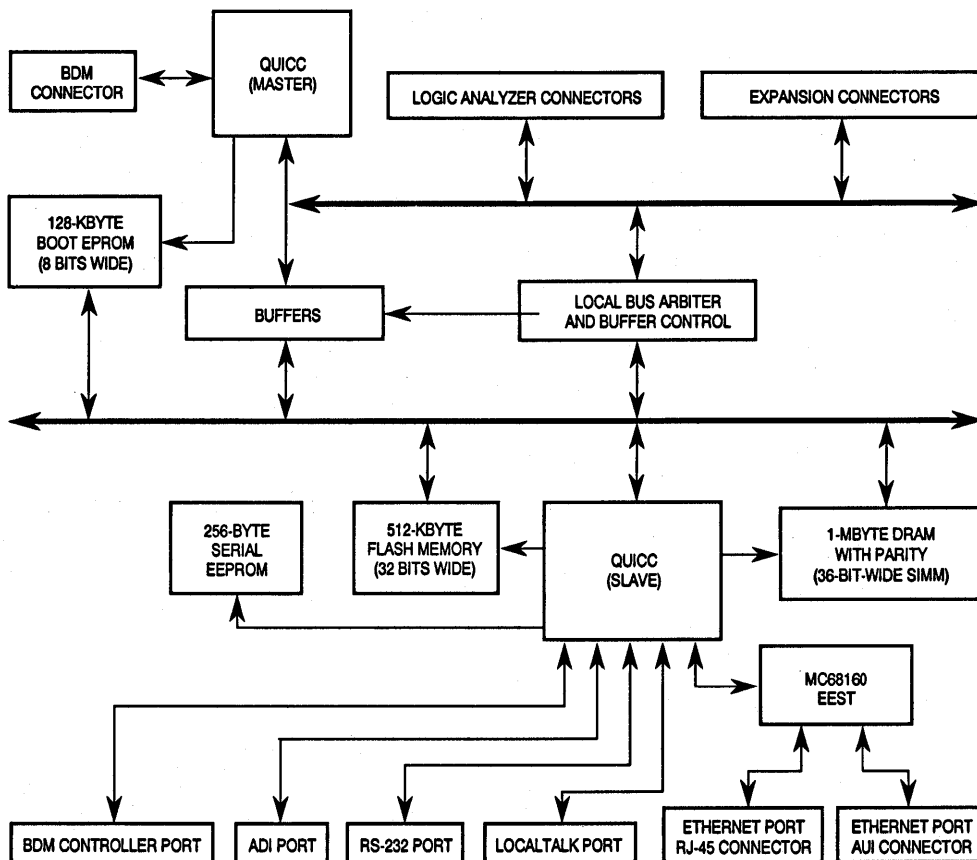 BDM
CONNECTOR
QUICC
(MASTER)
LOGIC ANALYZER CONNECTORS
EXPANSION CONNECTORS
128-KBYTE
BOOT EPROM
(8 BITS WIDE)
BUFFERS
LOCAL BUS ARBITER
AND BUFFER CONTROL
256-BYTE
SERIAL
EEPROM
512-KBYTE
FLASH MEMORY
(32 BITS WIDE)
QUICC
(SLAVE)
1-MBYTE DRAM
WITH PARITY
(36-BIT-WIDE SIMM)
MC68160
EEST
BDM CONTROLLER PORT
ADI PORT
RS-232 PORT
LOCALTALK PORT
ETHERNET PORT
RJ-45 CONNECTOR
ETHERNET PORT
AUI CONNECTOR